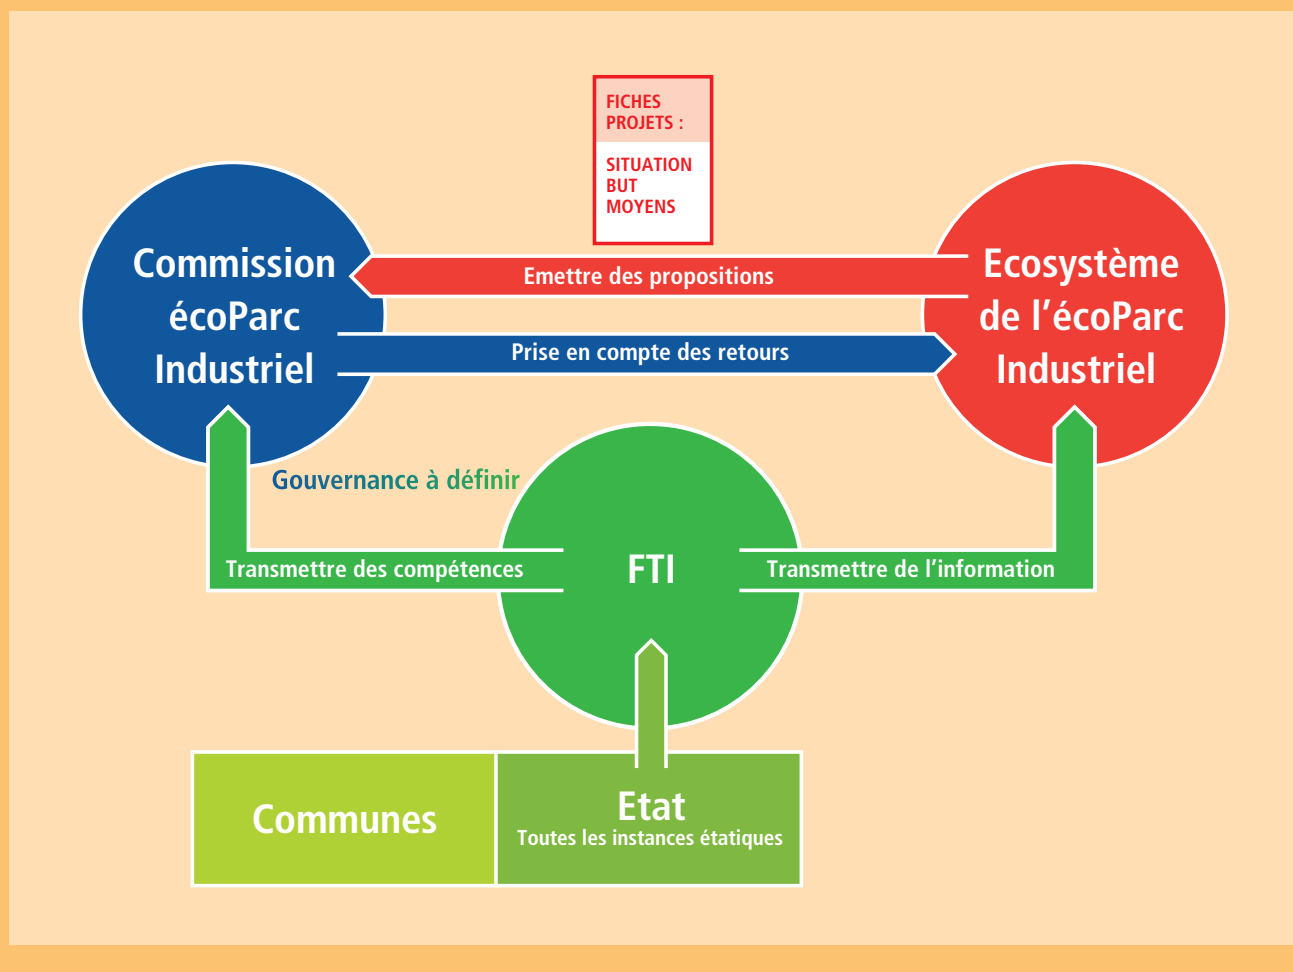 FICHES
PROJETS :
SITUATION
BUT
MOYENS
Commission
écoParc
Industriel
Emettre des propositions
Prise en compte des retours
Ecosystème
de l’écoParc
Industriel
Gouvernance à définir
Transmettre des compétences
FTI
Transmettre de l’information
Communes
Etat
Toutes les instances étatiques